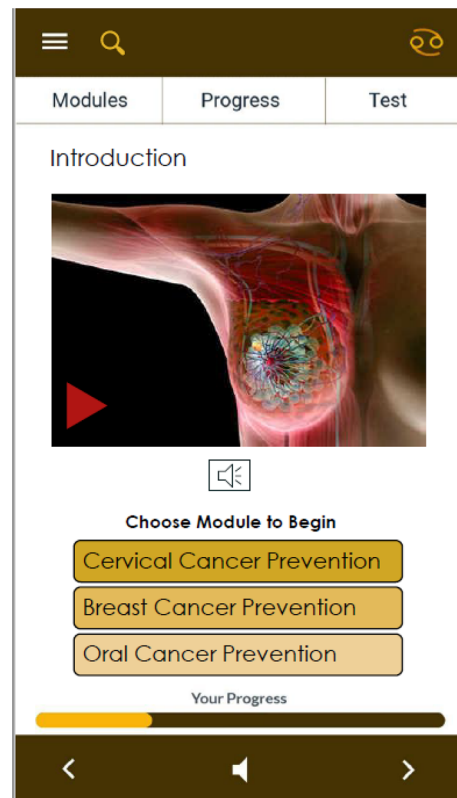 Modules Progress Test
Introduction
Choose Module to Begin
Cervical Cancer Prevention
Breast Cancer Prevention
Oral Cancer Prevention
Your Progress